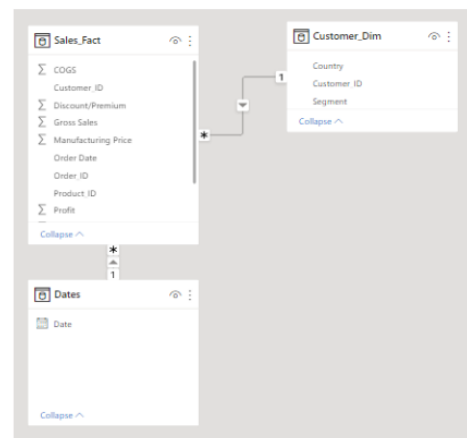 Sales_Fact
Σ COGS
Customer_ID
Σ Discount/Premium
Σ Gross Sales
Σ Manufacturing Price
Order Date
Order_ID
Product_ID
Σ Profit
Collapse
Customer_Dim
Country
Customer_ID
Segment
Collapse
1
*
*
1
Dates
Date
Collapse